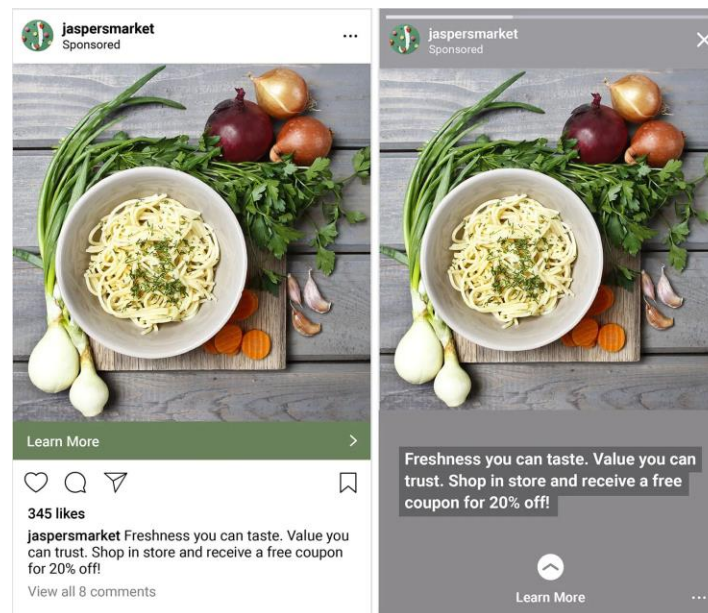 jaspersmarket
Sponsored
Learn More
345 likes
jaspersmarket Freshness you can taste. Value you
can trust. Shop in store and receive a free coupon
for 20% off!
View all 8 comments
jaspersmarket
Sponsored
Freshness you can taste. Value you can
trust. Shop in store and receive a free
coupon for 20% off!
Learn More